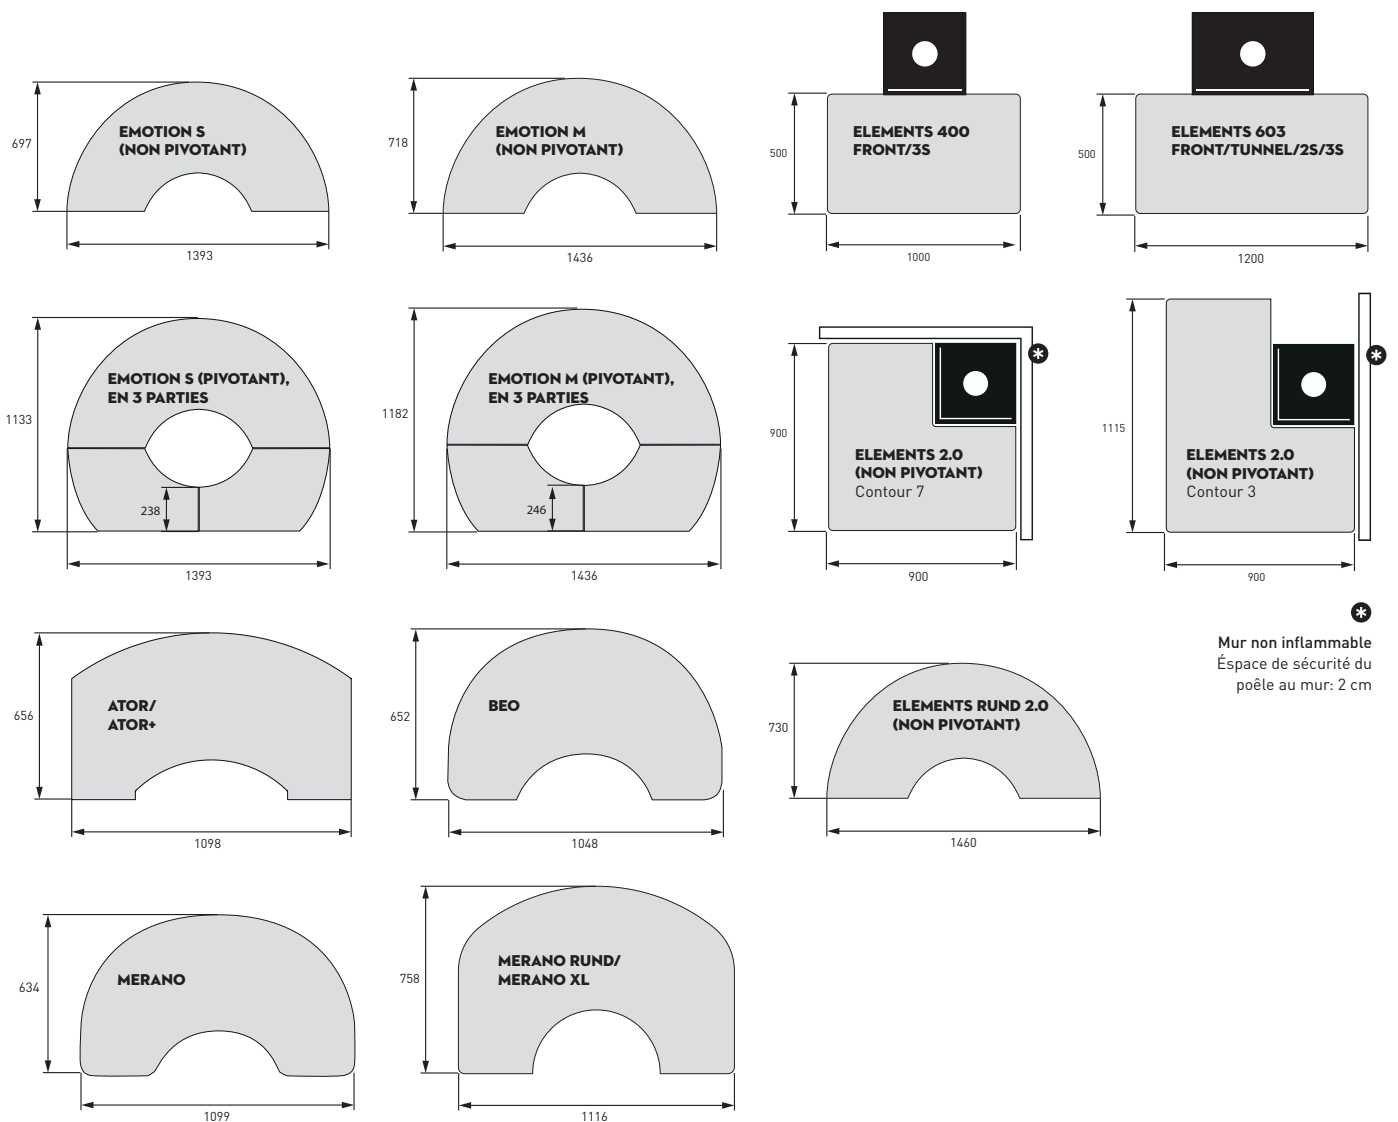 697
EMOTION S
(NON PIVOTANT)
1393
718
EMOTION M
(NON PIVOTANT)
1436
500
ELEMENTS 400
FRONT/3S
1000
500
ELEMENTS 603
FRONT/TUNNEL/2S/3S
1200
1133
EMOTION S (PIVOTANT),
EN 3 PARTIES
238
1393
1182
EMOTION M (PIVOTANT),
EN 3 PARTIES
246
1436
900
ELEMENTS 2.0
(NON PIVOTANT)
Contour 7
900
*
1115
ELEMENTS 2.0
(NON PIVOTANT)
Contour 3
900
*
*
Mur non inflammable
Éspace de sécurité du
poêle au mur: 2 cm
656
ATOR/
ATOR+
1098
652
BEO
1048
730
ELEMENTS RUND 2.0
(NON PIVOTANT)
1460
634
MERANO
1099
758
MERANO RUND/
MERANO XL
1116